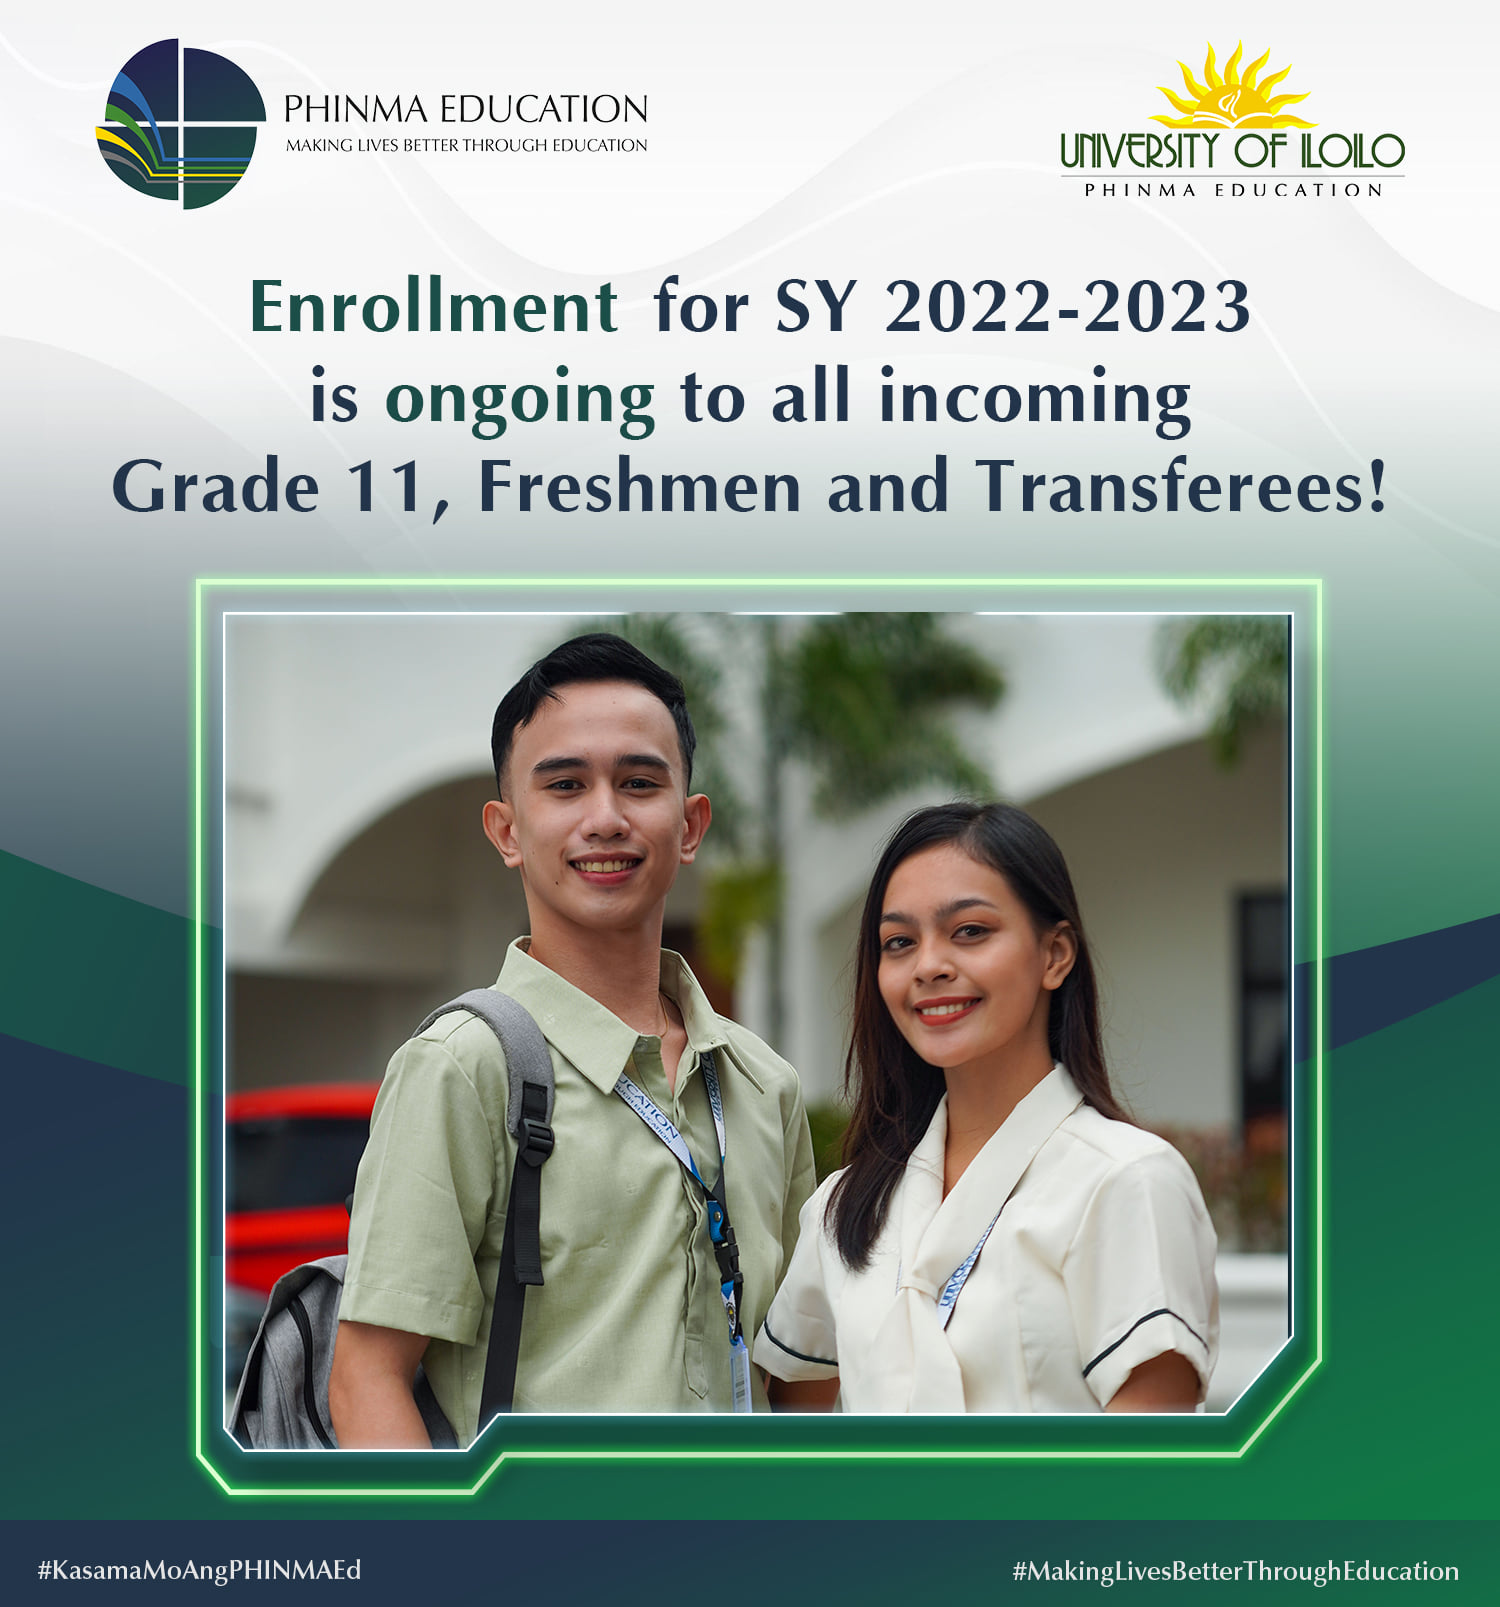 PHINMA EDUCATION
MAKING LIVES BETTER THROUGH EDUCATION
UNIVERSITY OF ILOILO
PHINMA EDUCATION
Enrollment for SY 2022-2023
is ongoing to all incoming
Grade 11, Freshmen and Transferees!
UCATION
#KasamaMoAngPHINMAEd
#MakingLivesBetterThroughEducation